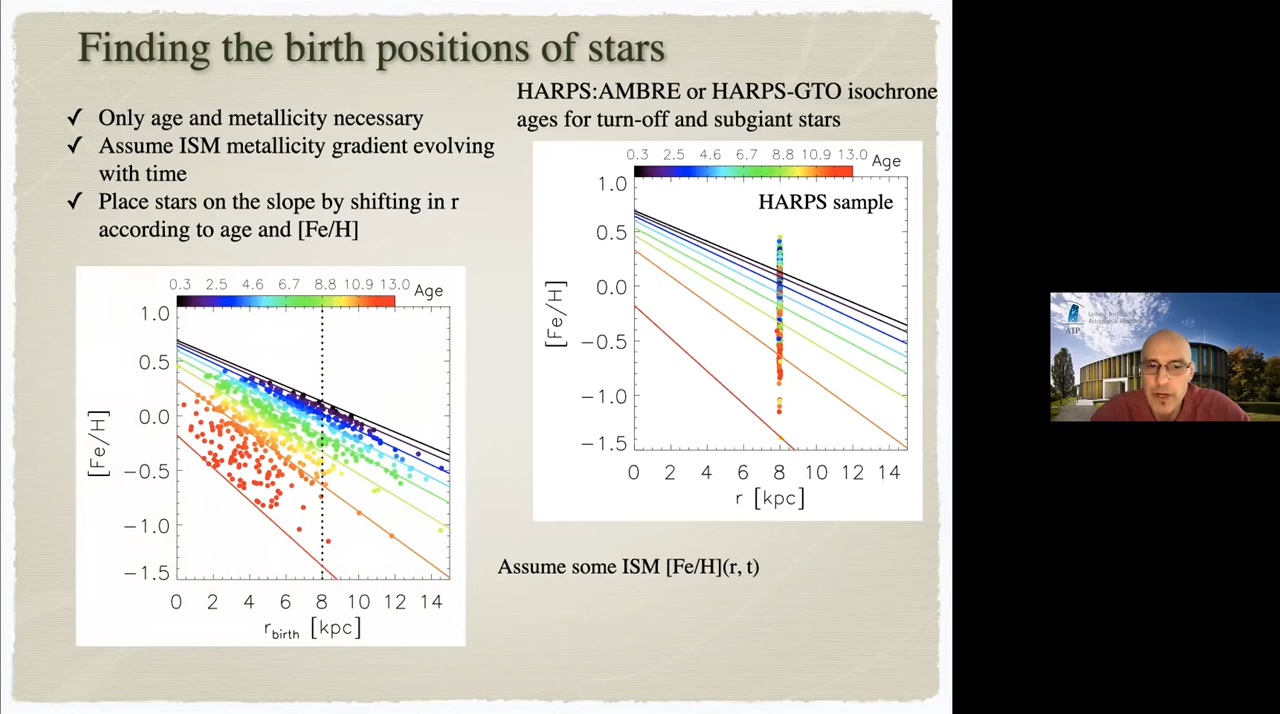 Finding the birth positions of stars
✓ Only age and metallicity necessary
✓ Assume ISM metallicity gradient evolving
with time
✓ Place stars on the slope by shifting in r
according to age and [Fe/H]
0.3 2.5 4.6 6.7 8.8 10.9 13.0 Age
1.0
0.5
0.0
−0.5
−1.0
−1.5
[Fe/H]
0 2 4 6 8 10 12 14
r_birth [kpc]
HARPS:AMBRE or HARPS-GTO isochrone
ages for turn-off and subgiant stars
0.3 2.5 4.6 6.7 8.8 10.9 13.0 Age
HARPS sample
1.0
0.5
0.0
−0.5
−1.0
−1.5
[Fe/H]
0 2 4 6 8 10 12 14
r [kpc]
Assume some ISM [Fe/H](r, t)
AIP